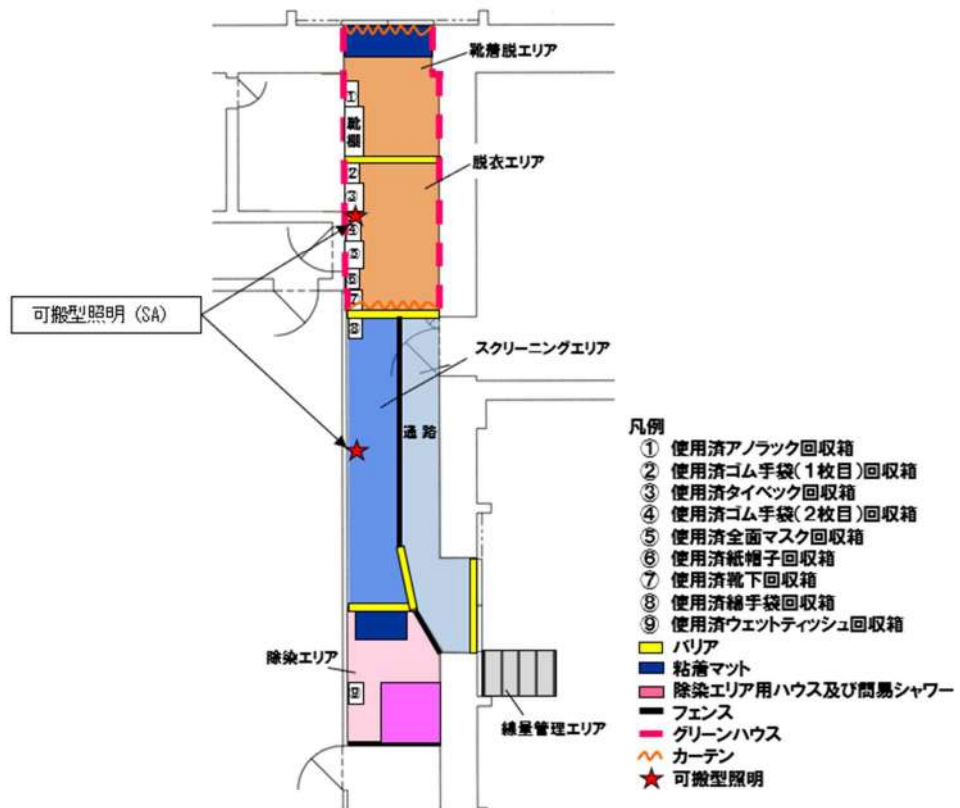 靴着脱エリア
①
靴棚
脱衣エリア
②
③
④
⑤
⑥
⑦
可搬型照明(SA)
⑧
スクリーニングエリア
通路
除染エリア
⑨
線量管理エリア
凡例
① 使用済アノラック回収箱
② 使用済ゴム手袋(1枚目)回収箱
③ 使用済タイベック回収箱
④ 使用済ゴム手袋(2枚目)回収箱
⑤ 使用済全面マスク回収箱
⑥ 使用済紙帽子回収箱
⑦ 使用済靴下回収箱
⑧ 使用済綿手袋回収箱
⑨ 使用済ウェットティッシュ回収箱
バリア
粘着マット
除染エリア用ハウス及び簡易シャワー
フェンス
グリーンハウス
カーテン
可搬型照明